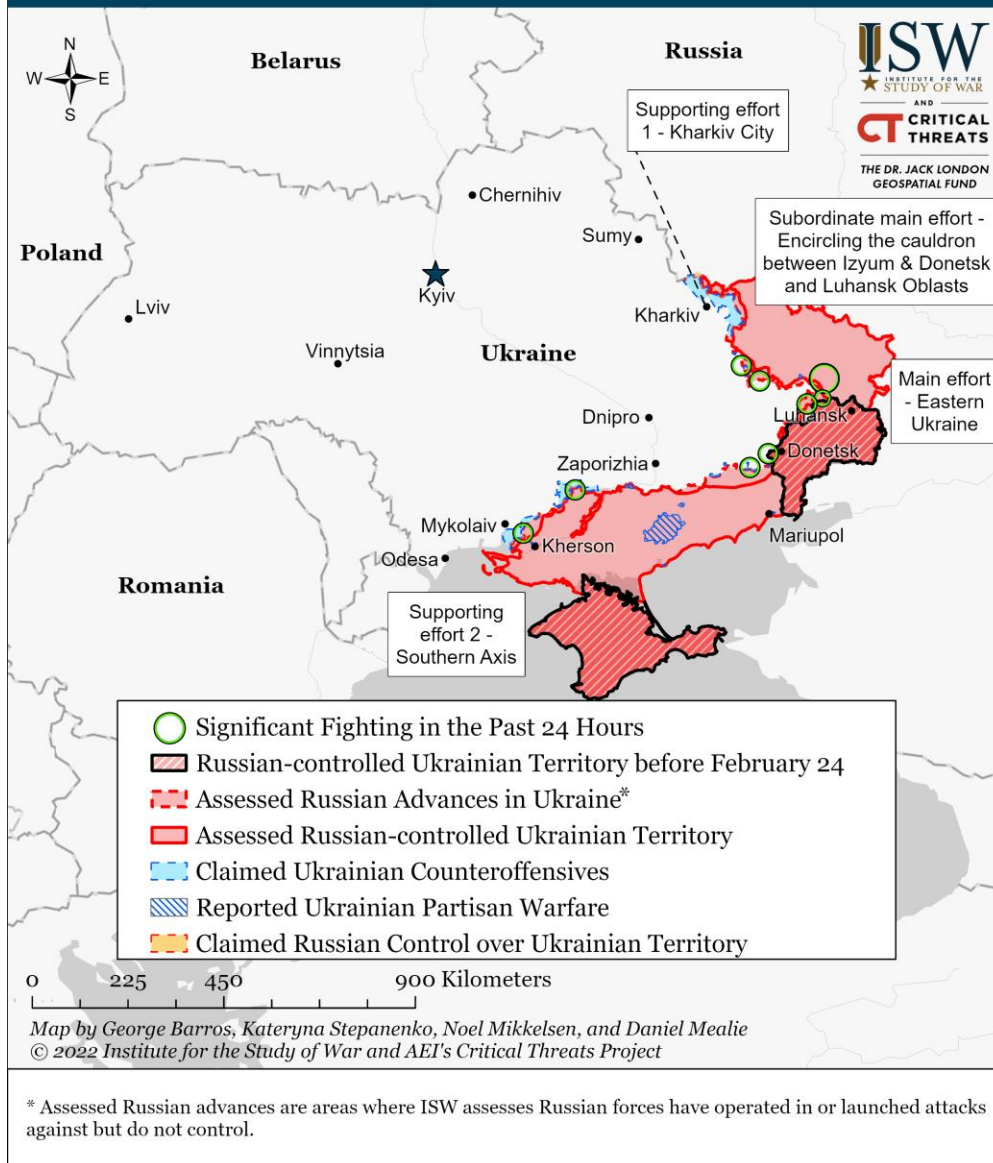 N
W
E
S
Belarus
Russia
ISW
INSTITUTE FOR THE
STUDY OF WAR
AND
CT CRITICAL
THREATS
THE DR. JACK LONDON
GEOSPATIAL FUND
Supporting effort
1 - Kharkiv City
Chernihiv
Subordinate main effort -
Encircling the cauldron
between Izyum & Donetsk
and Luhansk Oblasts
Sumy
Poland
Kyiv
Lviv
Kharkiv
Vinnytsia
Ukraine
Main effort
- Eastern
Ukraine
Dnipro
Luhansk
Donetsk
Zaporizhia
Mykolaiv
Mariupol
Kherson
Odesa
Romania
Supporting
effort 2 -
Southern Axis
Significant Fighting in the Past 24 Hours
Russian-controlled Ukrainian Territory before February 24
Assessed Russian Advances in Ukraine*
Assessed Russian-controlled Ukrainian Territory
Claimed Ukrainian Counteroffensives
Reported Ukrainian Partisan Warfare
Claimed Russian Control over Ukrainian Territory
0 225 450 900 Kilometers
Map by George Barros, Kateryna Stepanenko, Noel Mikkelsen, and Daniel Mealie
© 2022 Institute for the Study of War and AEI's Critical Threats Project
* Assessed Russian advances are areas where ISW assesses Russian forces have operated in or launched attacks
against but do not control.